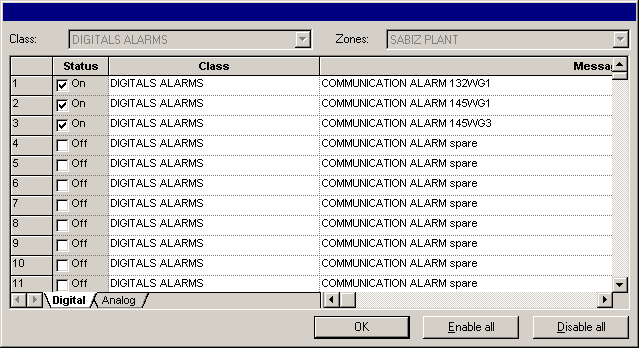 Class: DIGITALS ALARMS Zones: SABIZ PLANT
Status Class Messag
1 On DIGITALS ALARMS COMMUNICATION ALARM 132WG1
2 On DIGITALS ALARMS COMMUNICATION ALARM 145WG1
3 On DIGITALS ALARMS COMMUNICATION ALARM 145WG3
4 Off DIGITALS ALARMS COMMUNICATION ALARM spare
5 Off DIGITALS ALARMS COMMUNICATION ALARM spare
6 Off DIGITALS ALARMS COMMUNICATION ALARM spare
7 Off DIGITALS ALARMS COMMUNICATION ALARM spare
8 Off DIGITALS ALARMS COMMUNICATION ALARM spare
9 Off DIGITALS ALARMS COMMUNICATION ALARM spare
10 Off DIGITALS ALARMS COMMUNICATION ALARM spare
11 Off DIGITALS ALARMS COMMUNICATION ALARM spare
Digital Analog
OK Enable all Disable all